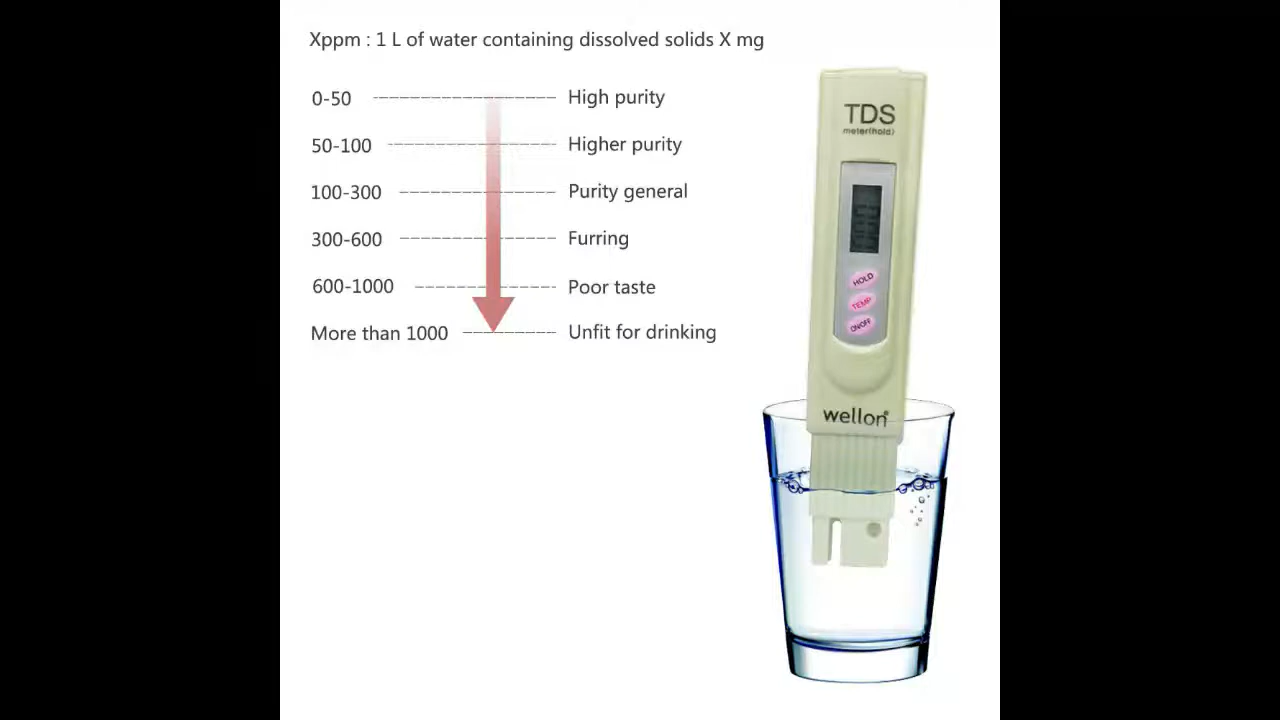 Xppm : 1 L of water containing dissolved solids X mg
0-50 High purity
50-100 Higher purity
100-300 Purity general
300-600 Furring
600-1000 Poor taste
More than 1000 Unfit for drinking
TDS
meter(hold)
HOLD
TEMP
ON/OFF
wellon®